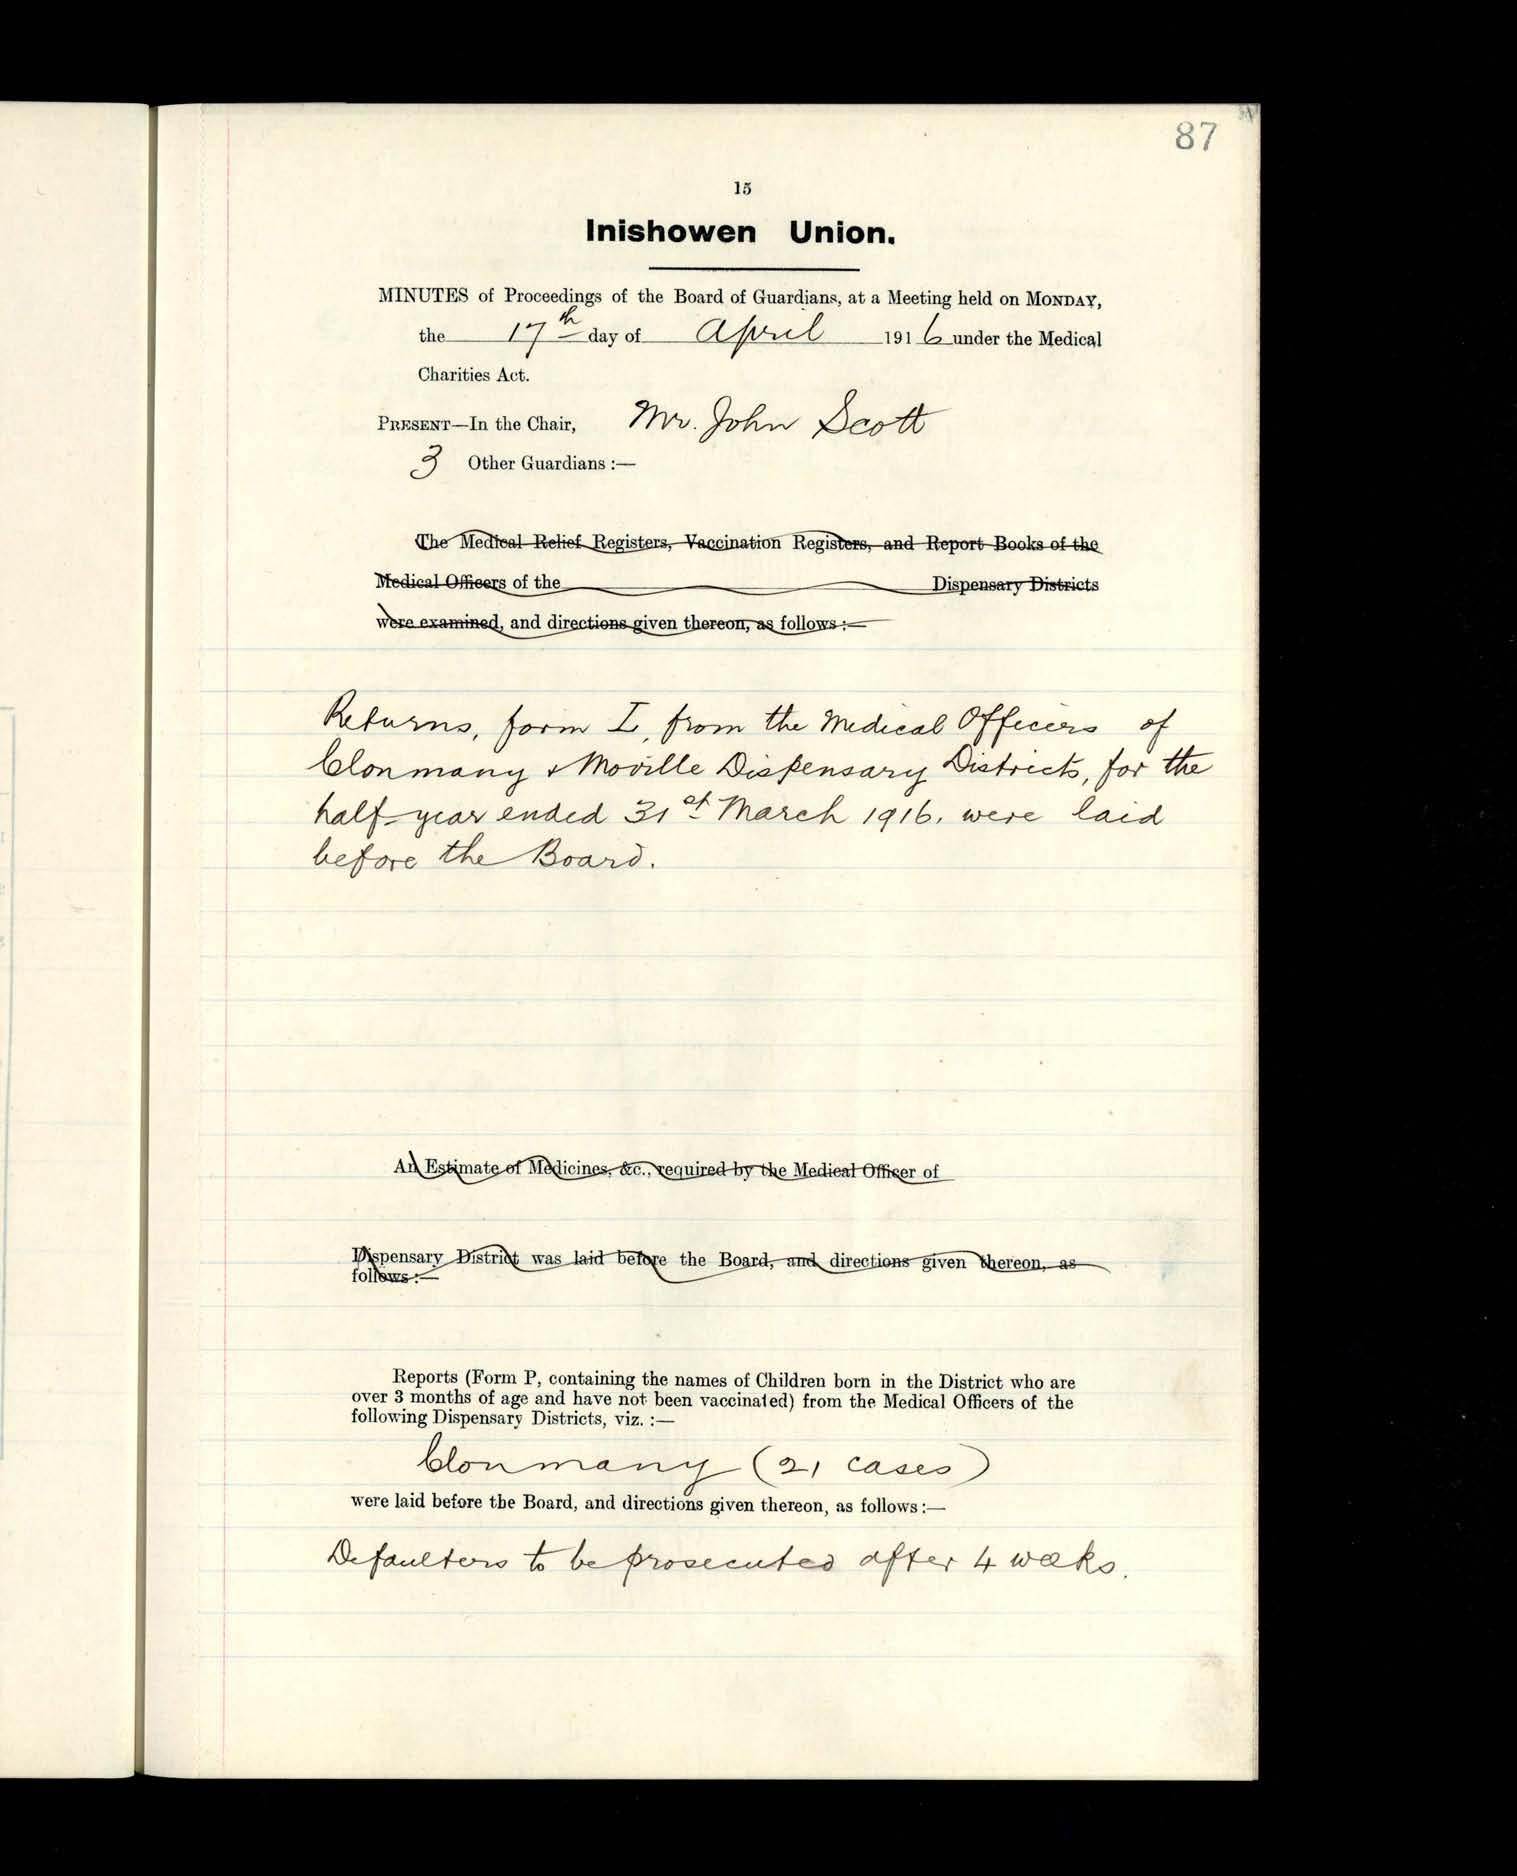 87
15
Inishowen Union.
MINUTES of Proceedings of the Board of Guardians, at a Meeting held on MONDAY,
the 17th day of April 1916 under the Medical
Charities Act.
PRESENT—In the Chair, Mr. John Scott
3 Other Guardians :—
The Medical Relief Registers, Vaccination Registers, and Report Books of the
Medical Officers of the Dispensary Districts
were examined, and directions given thereon, as follows :—
Returns, form I, from the Medical Officers of
Clonmany & Moville Dispensary Districts, for the
half-year ended 31st March 1916. were laid
before the Board.
An Estimate of Medicines, &c., required by the Medical Officer of
Dispensary District was laid before the Board, and directions given thereon, as
follows :—
Reports (Form P, containing the names of Children born in the District who are
over 3 months of age and have not been vaccinated) from the Medical Officers of the
following Dispensary Districts, viz. :—
Clonmany (21 cases)
were laid before the Board, and directions given thereon, as follows :—
Defaulters to be prosecuted after 4 weeks.